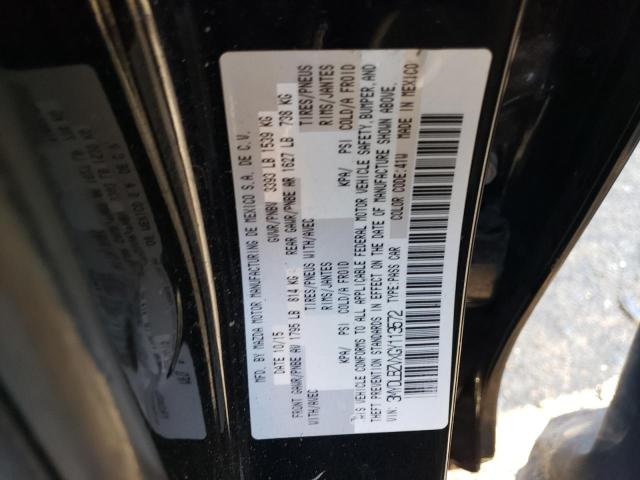 MFD. BY MAZDA MOTOR MANUFACTURING DE MEXICO S.A. DE C.V.
DATE 10/15 GVWR/PNBV 3393 LB 1539 KG
FRONT GAWR/PNBE AV 1795 LB 814 KG REAR GAWR/PNBE AR 1627 LB 738 KG
WITH/AVEC TIRES/PNEUS WITH/AVEC TIRES/PNEUS
RIMS/JANTES RIMS/JANTES
KPA/ PSI COLD/A FROID KPA/ PSI COLD/A FROID
THIS VEHICLE CONFORMS TO ALL APPLICABLE FEDERAL MOTOR VEHICLE SAFETY, BUMPER, AND
THEFT PREVENTION STANDARDS IN EFFECT ON THE DATE OF MANUFACTURE SHOWN ABOVE.
VIN: TYPE:PASS CAR COLOR CODE:41W MADE IN MEXICO